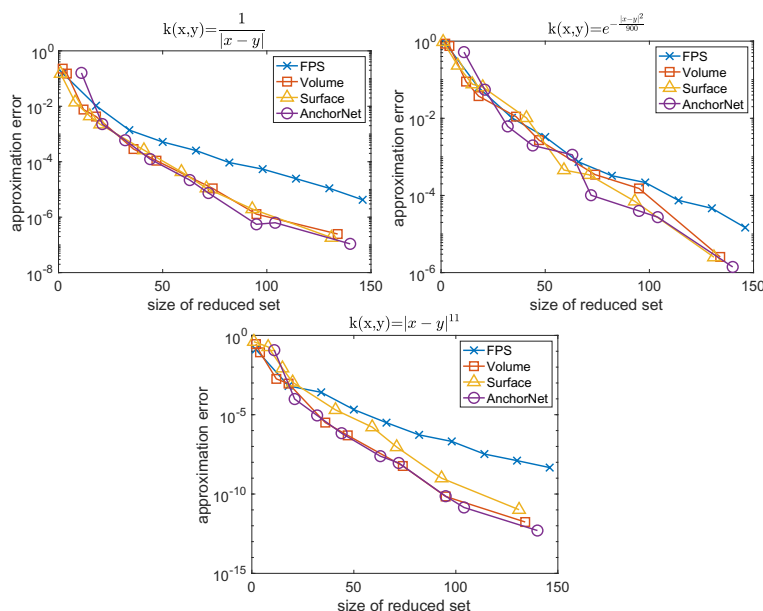 k(x,y)=1/|x − y|
10^0
10^-2
10^-4
10^-6
10^-8
approximation error
0 50 100 150
size of reduced set
FPS
Volume
Surface
AnchorNet
k(x,y)=e^{-|x-y|^2/900}
10^0
10^-2
10^-4
10^-6
approximation error
0 50 100 150
size of reduced set
FPS
Volume
Surface
AnchorNet
k(x,y)=|x − y|^11
10^0
10^-5
10^-10
10^-15
approximation error
0 50 100 150
size of reduced set
FPS
Volume
Surface
AnchorNet